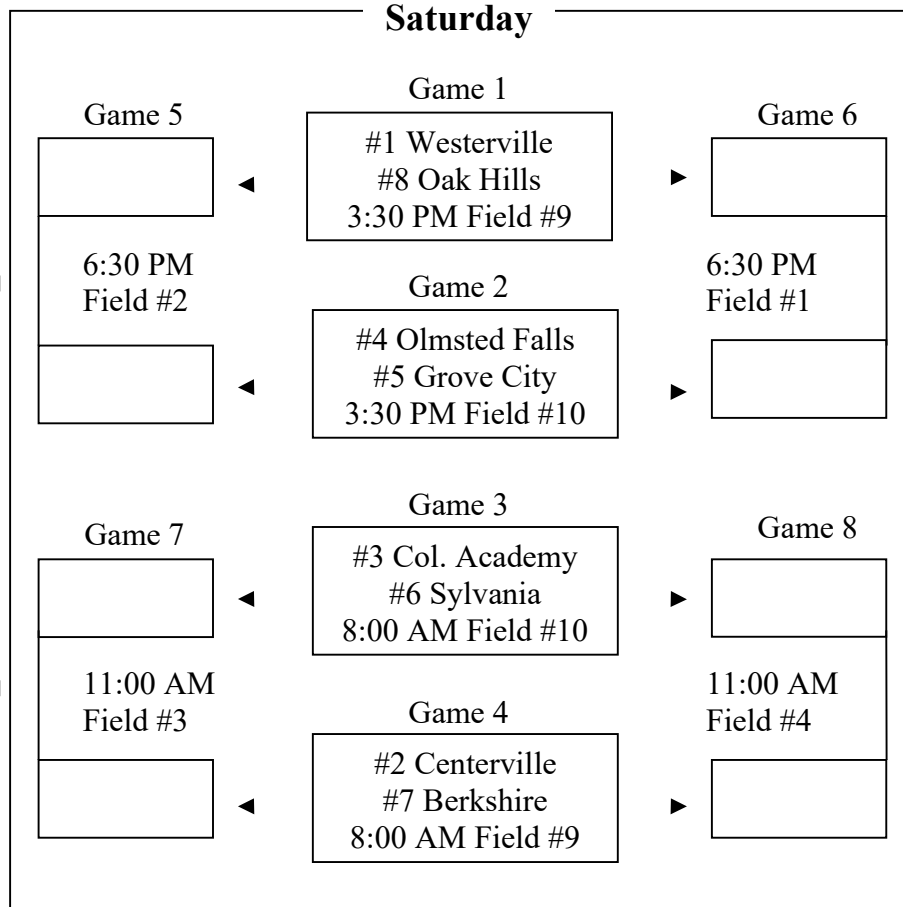 Saturday
Game 1
Game 5
Game 6
#1 Westerville
#8 Oak Hills
3:30 PM Field #9
6:30 PM
Field #2
6:30 PM
Field #1
Game 2
#4 Olmsted Falls
#5 Grove City
3:30 PM Field #10
Game 3
Game 7
Game 8
#3 Col. Academy
#6 Sylvania
8:00 AM Field #10
11:00 AM
Field #3
11:00 AM
Field #4
Game 4
#2 Centerville
#7 Berkshire
8:00 AM Field #9